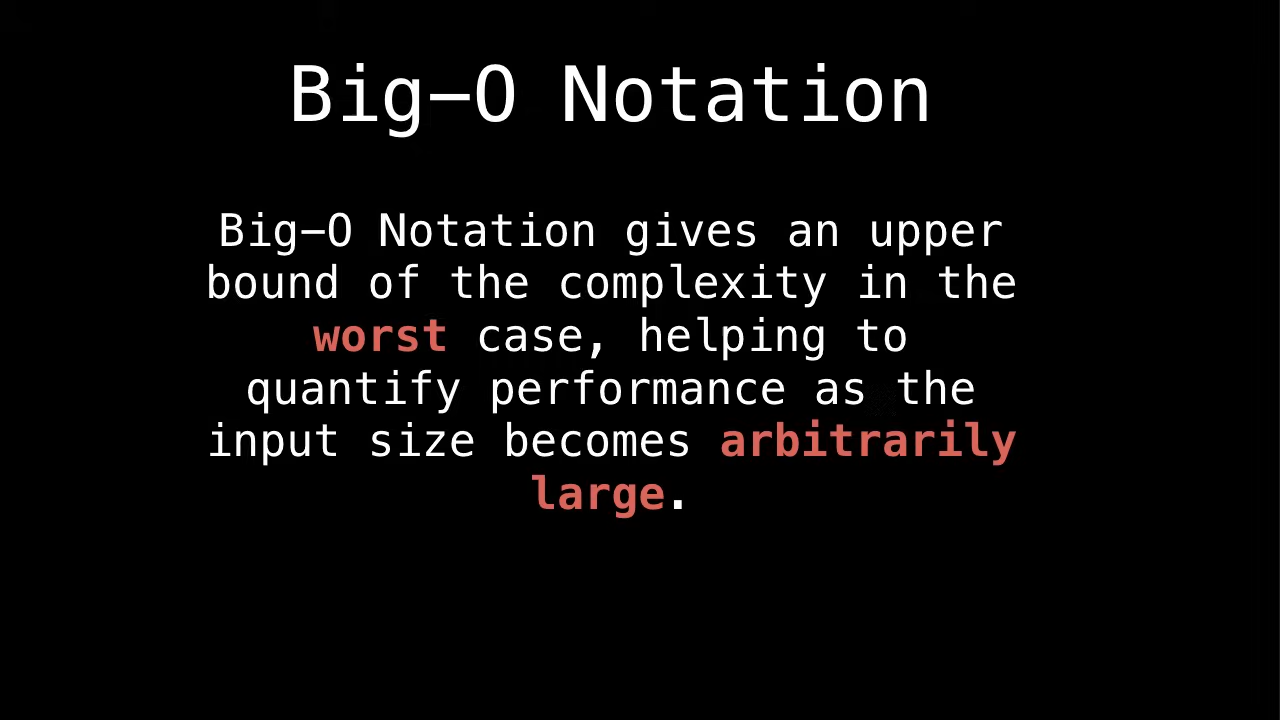 Big-O Notation
Big-O Notation gives an upper
bound of the complexity in the
worst case, helping to
quantify performance as the
input size becomes arbitrarily
large.